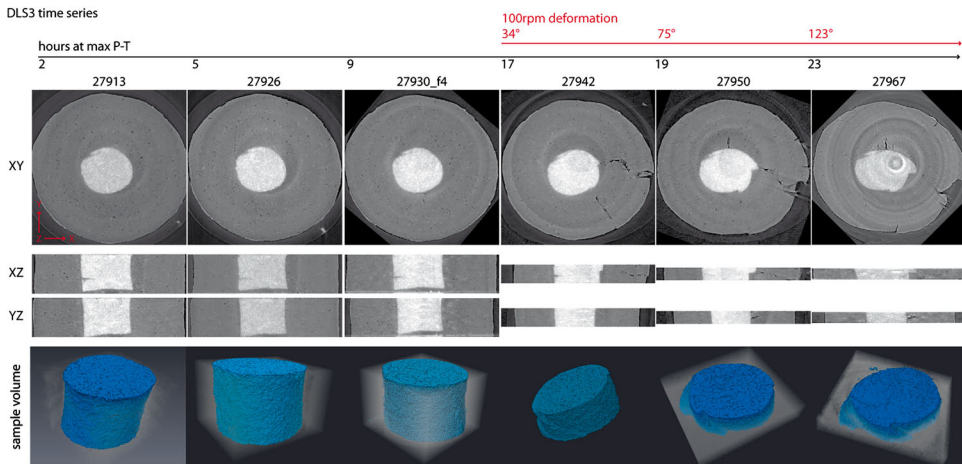 DLS3 time series
100rpm deformation
34° 75° 123°
hours at max P-T
2 5 9 17 19 23
27913 27926 27930_f4 27942 27950 27967
XY
XZ
YZ
sample volume